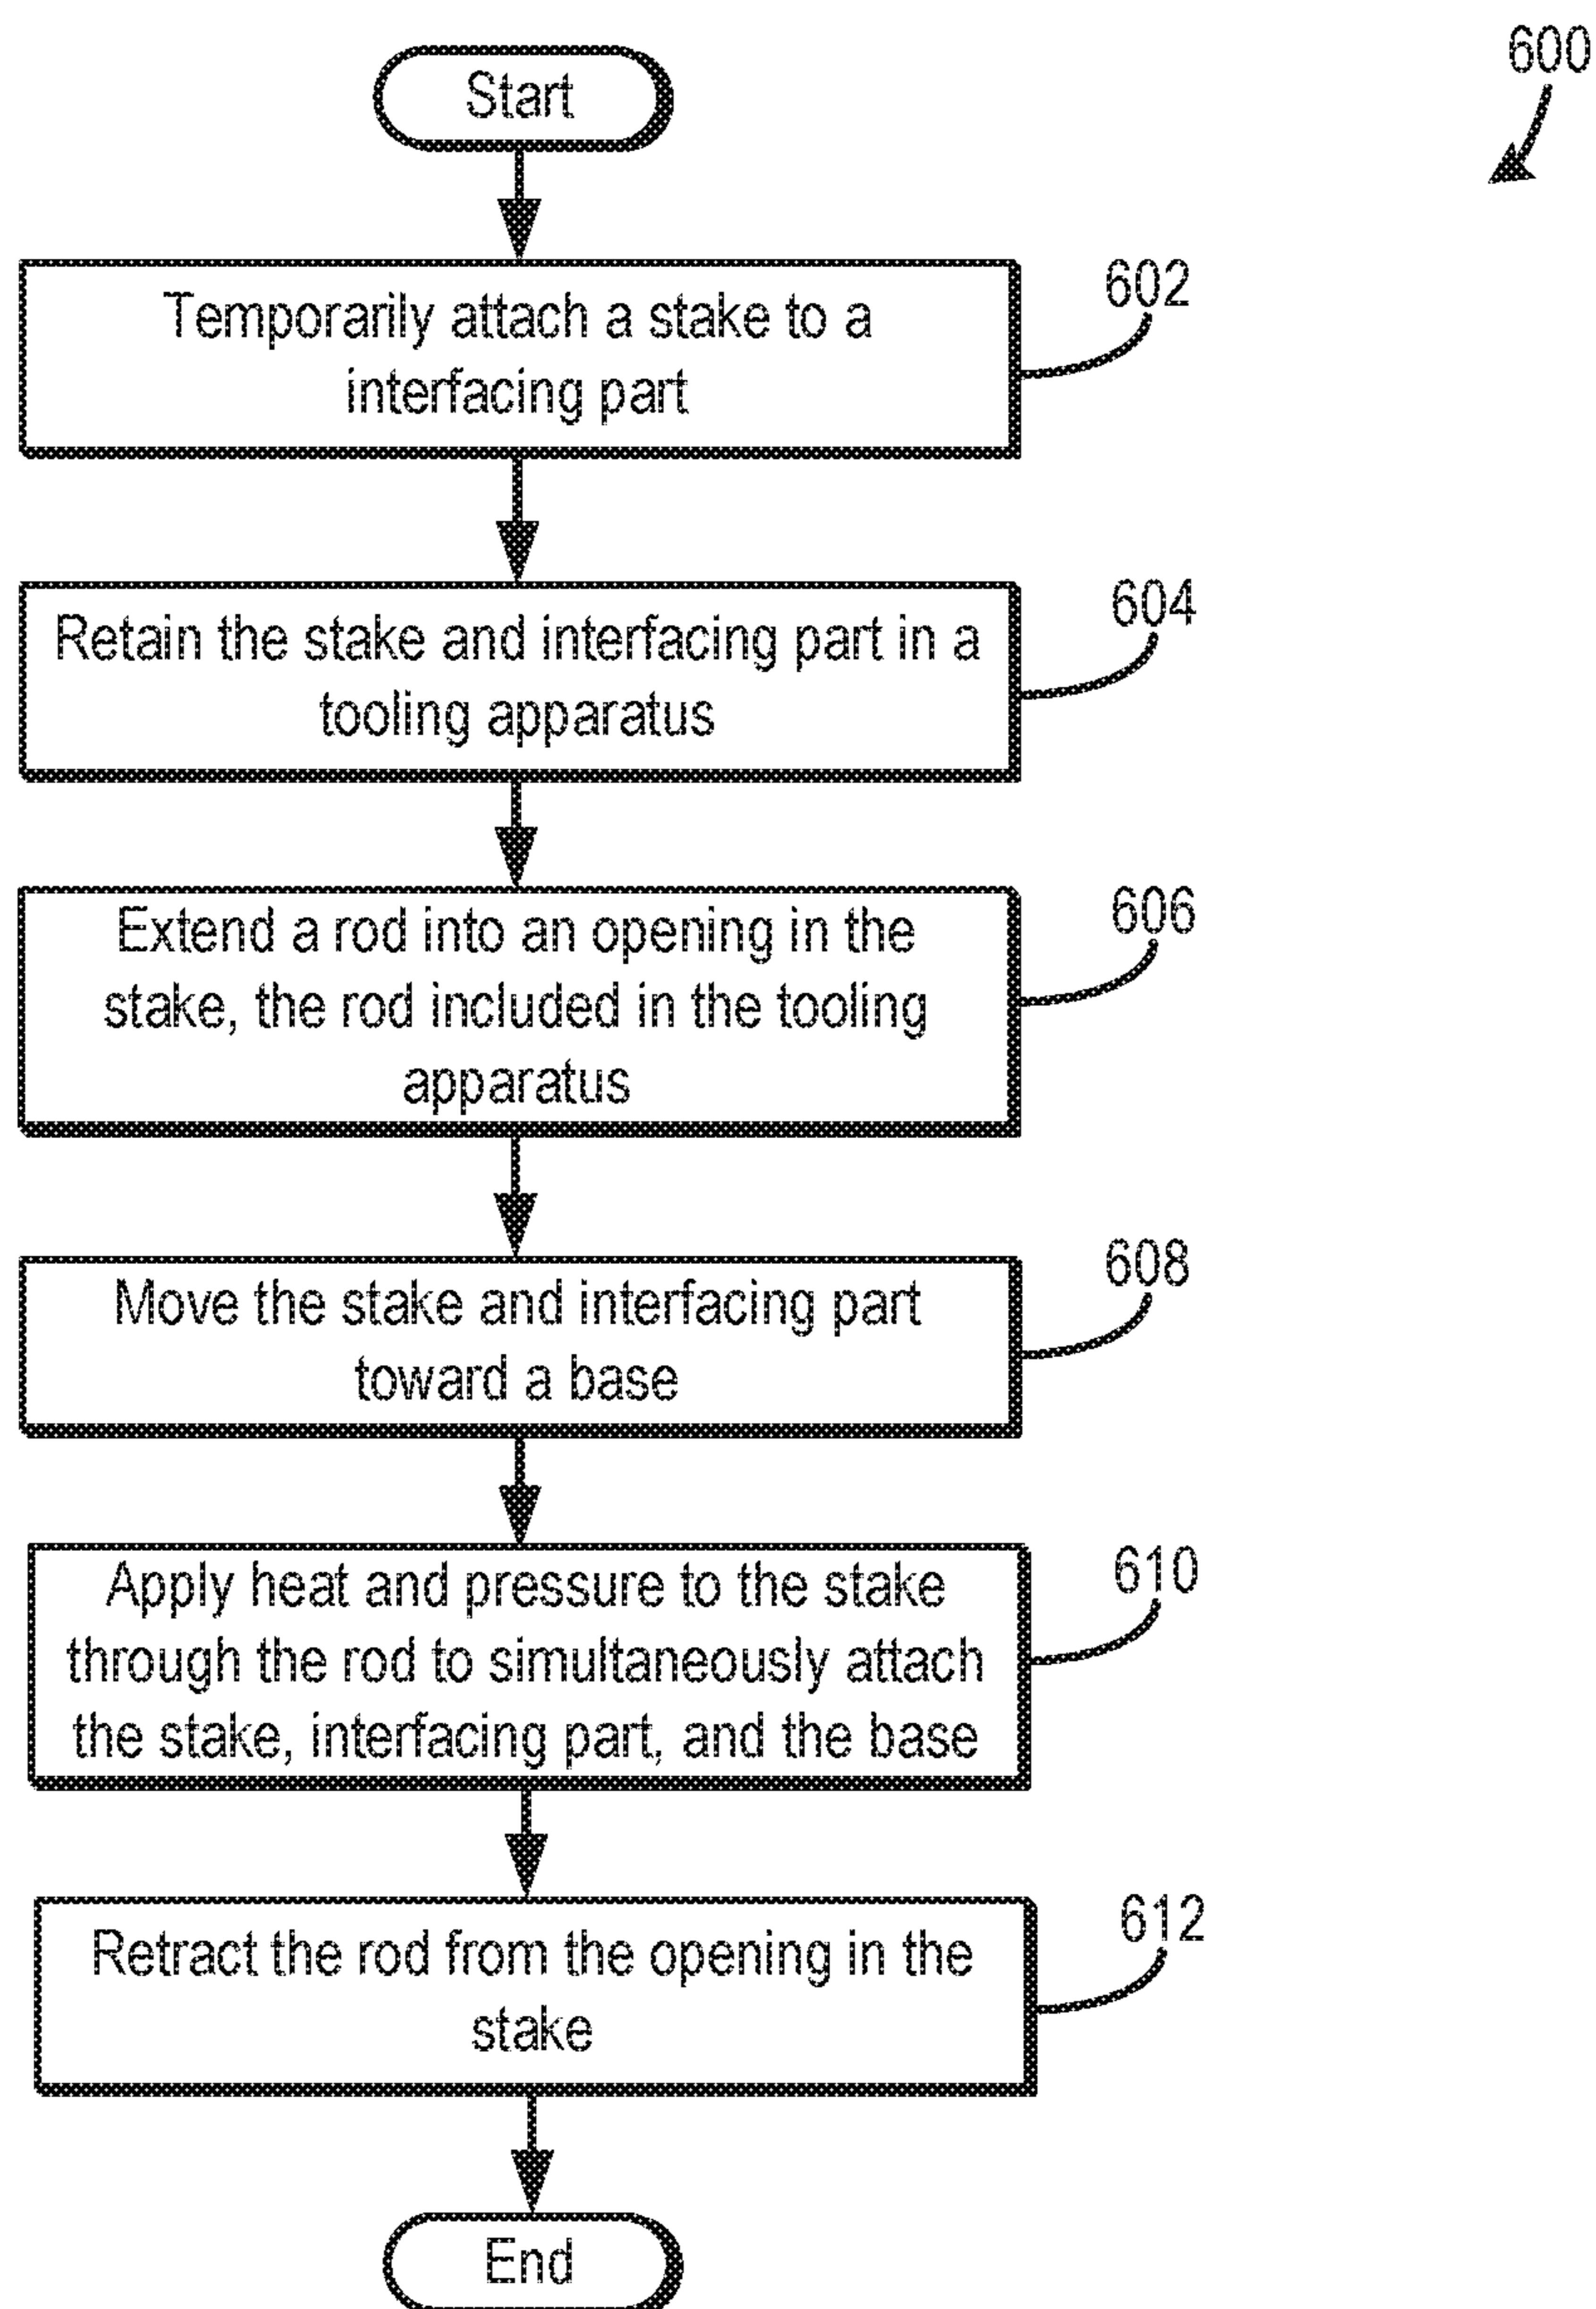 600
Start
Temporarily attach a stake to a
interfacing part
602
Retain the stake and interfacing part in a
tooling apparatus
604
Extend a rod into an opening in the
stake, the rod included in the tooling
apparatus
606
Move the stake and interfacing part
toward a base
608
Apply heat and pressure to the stake
through the rod to simultaneously attach
the stake, interfacing part, and the base
610
Retract the rod from the opening in the
stake
612
End